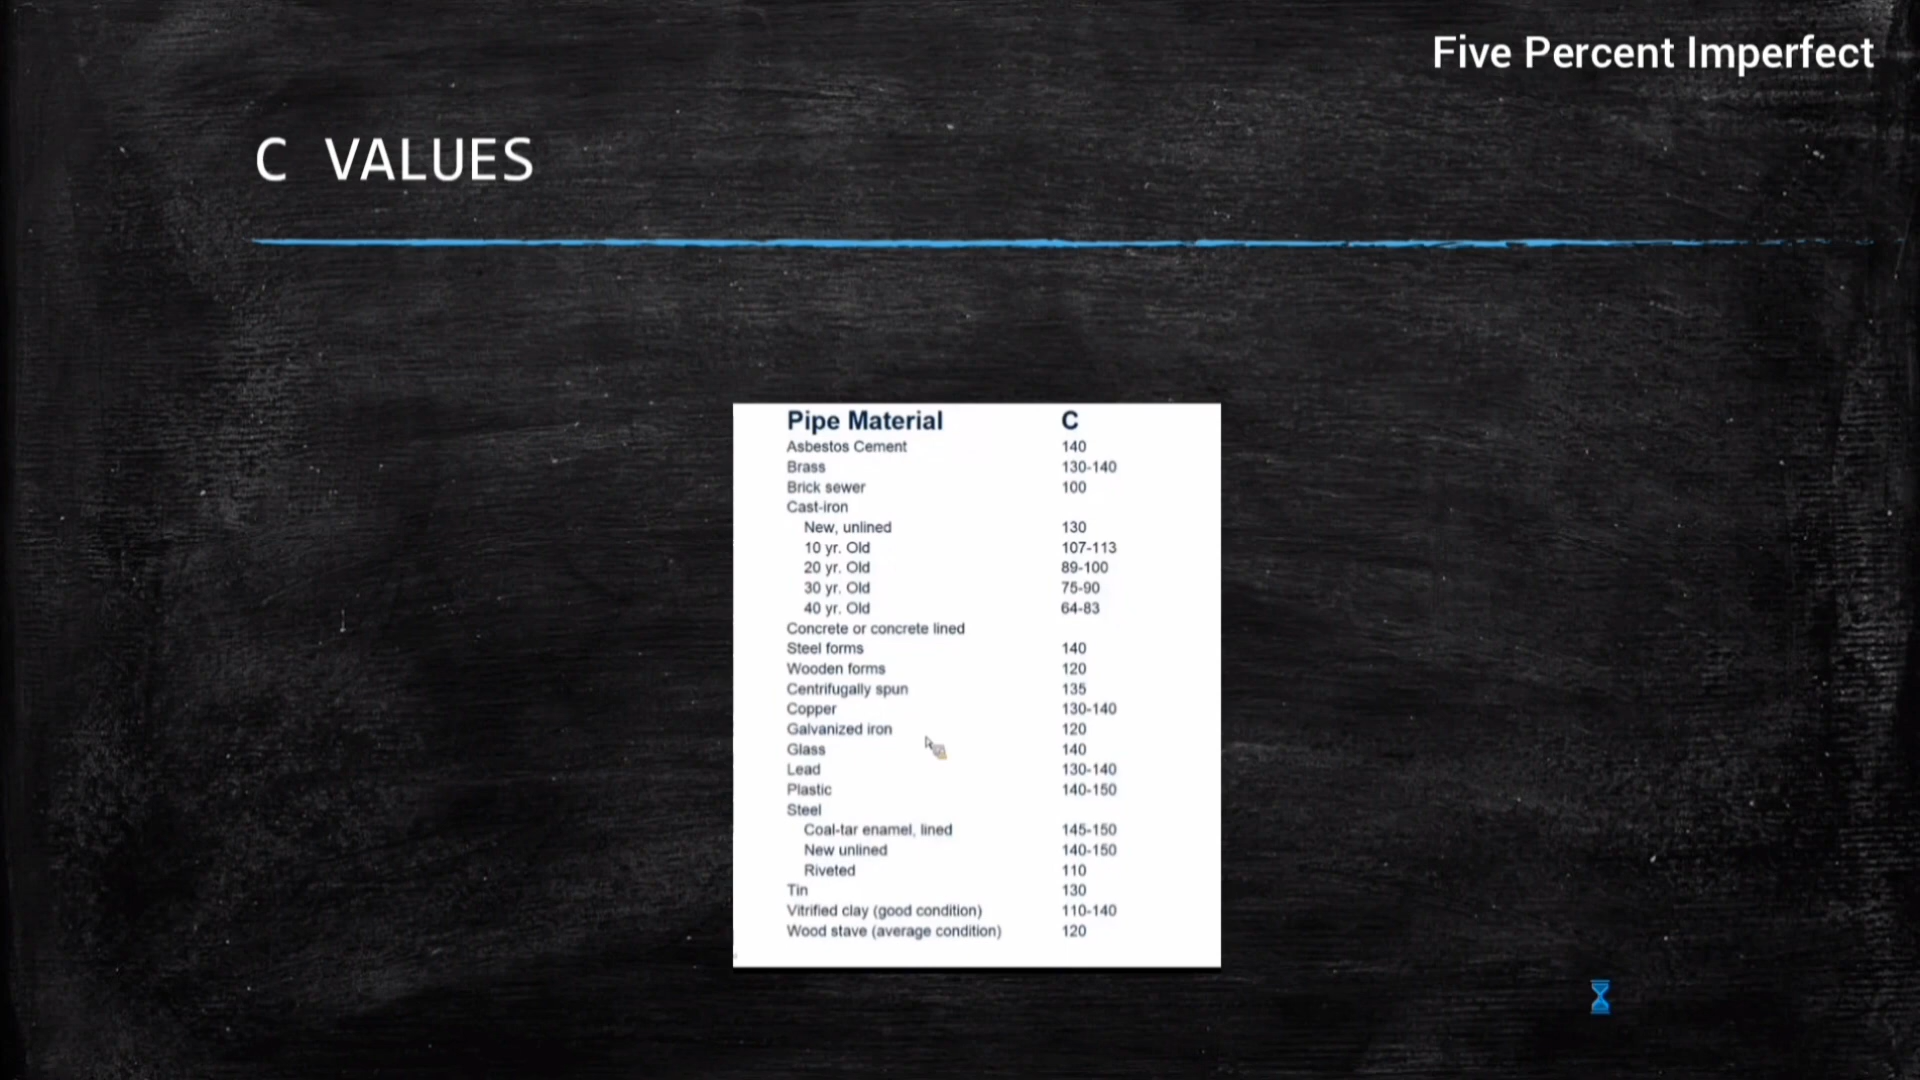 Five Percent Imperfect
C VALUES
Pipe Material C
Asbestos Cement 140
Brass 130-140
Brick sewer 100
Cast-iron
New, unlined 130
10 yr. Old 107-113
20 yr. Old 89-100
30 yr. Old 75-90
40 yr. Old 64-83
Concrete or concrete lined
Steel forms 140
Wooden forms 120
Centrifugally spun 135
Copper 130-140
Galvanized iron 120
Glass 140
Lead 130-140
Plastic 140-150
Steel
Coal-tar enamel, lined 145-150
New unlined 140-150
Riveted 110
Tin 130
Vitrified clay (good condition) 110-140
Wood stave (average condition) 120